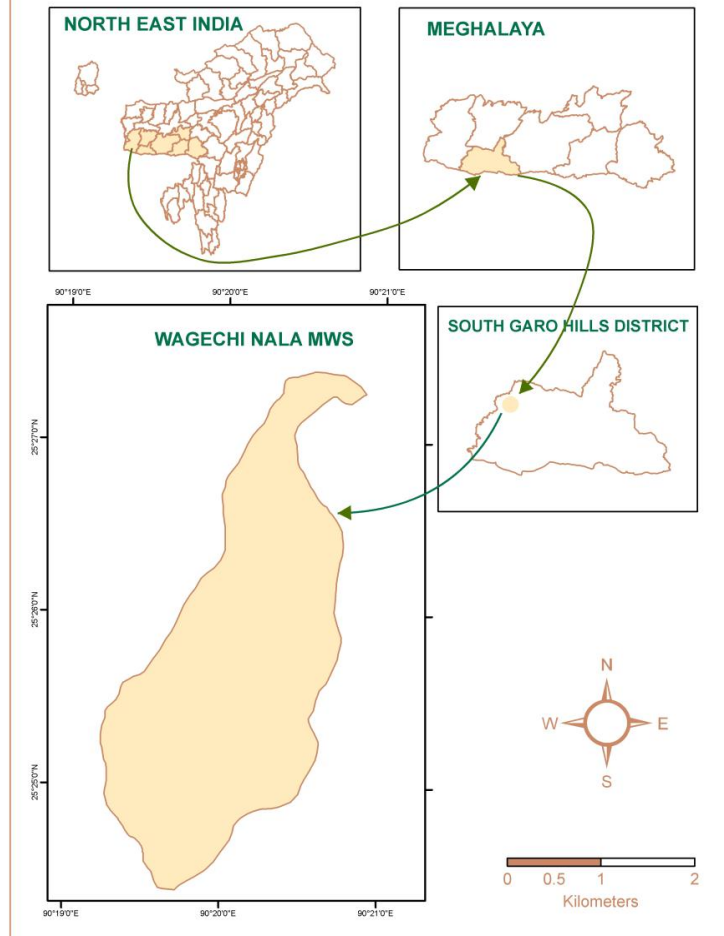 NORTH EAST INDIA
MEGHALAYA
90°19'0"E 90°20'0"E 90°21'0"E
WAGECHI NALA MWS
SOUTH GARO HILLS DISTRICT
25°27'0"N
25°26'0"N
25°25'0"N
N
W E
S
0 0.5 1 2
Kilometers
90°19'0"E 90°20'0"E 90°21'0"E